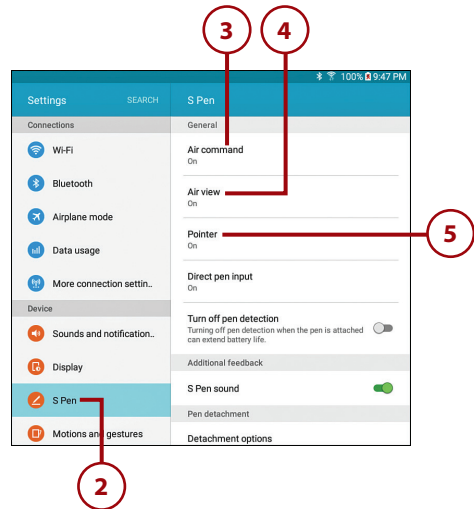 3 4
100% 9:47 PM
Settings SEARCH S Pen
Connections
Wi-Fi
Bluetooth
Airplane mode
Data usage
More connection settin..
Device
Sounds and notification..
Display
S Pen
Motions and gestures
General
Air command
On
Air view
On
Pointer
On
5
Direct pen input
On
Turn off pen detection
Turning off pen detection when the pen is attached
can extend battery life.
Additional feedback
S Pen sound
Pen detachment
Detachment options
2